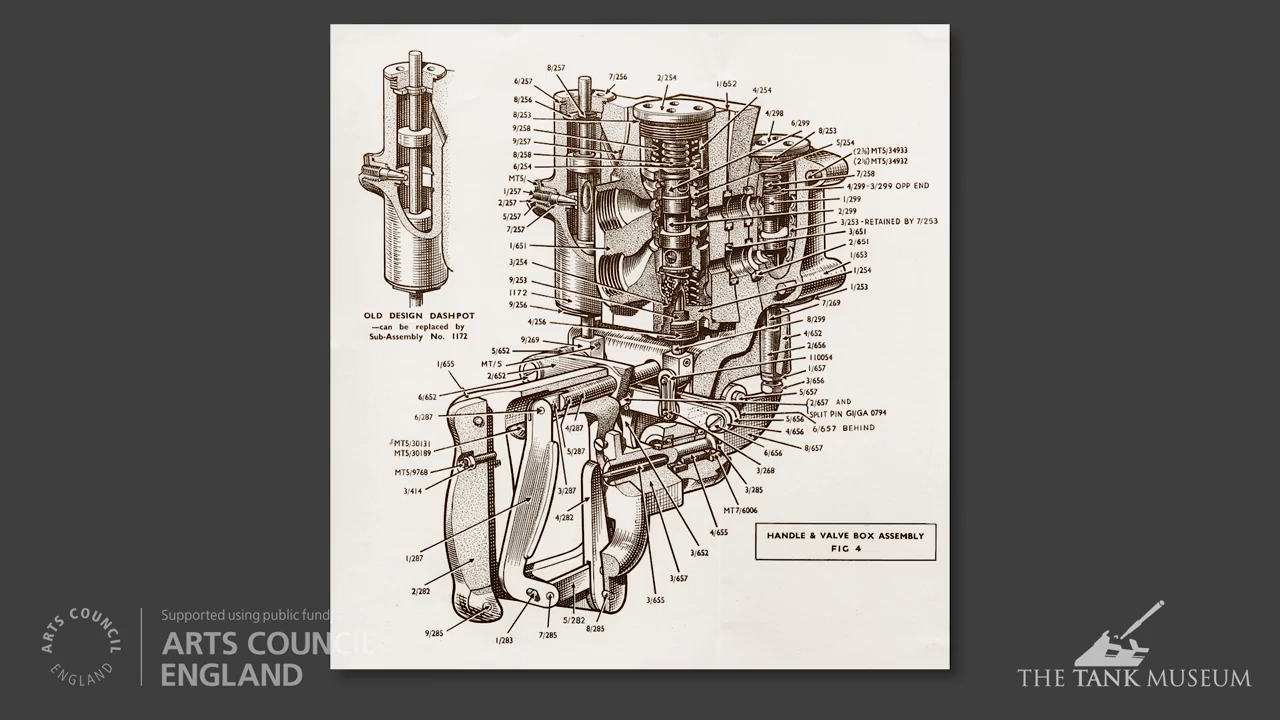 8/257
7/256
2/254
1/652
4/254
6/257
8/256
8/253
9/258
9/257
8/258
6/254
MT5/
1/257
2/257
5/257
7/257
1/651
3/254
9/253
1172
9/256
4/256
9/269
5/652
MT/5
2/652
4/298
6/299
8/253
5/254
(2⅞) MT5/34933
(2⅞) MT5/34932
7/258
4/299-3/299 OPP END
1/299
2/299
3/253-RETAINED BY 7/253
3/651
2/651
1/653
1/254
1/253
7/269
8/299
4/652
2/656
110054
1/657
3/656
5/657
2/657 AND
SPLIT PIN G1/GA 0794
5/656
6/657 BEHIND
4/656
8/657
6/656
3/268
3/285
MT7/6006
4/655
3/652
3/657
3/655
OLD DESIGN DASHPOT
—can be replaced by
Sub-Assembly No. 1172
1/655
6/652
6/287
MT5/30131
MT5/30189
MT5/9768
3/414
4/287
5/287
3/287
4/282
1/287
2/282
9/285
1/283
7/285
5/282
8/285
HANDLE & VALVE BOX ASSEMBLY
FIG 4
ARTS COUNCIL
ENGLAND
Supported using public fund
ARTS COUNCIL
ENGLAND
THE TANK MUSEUM